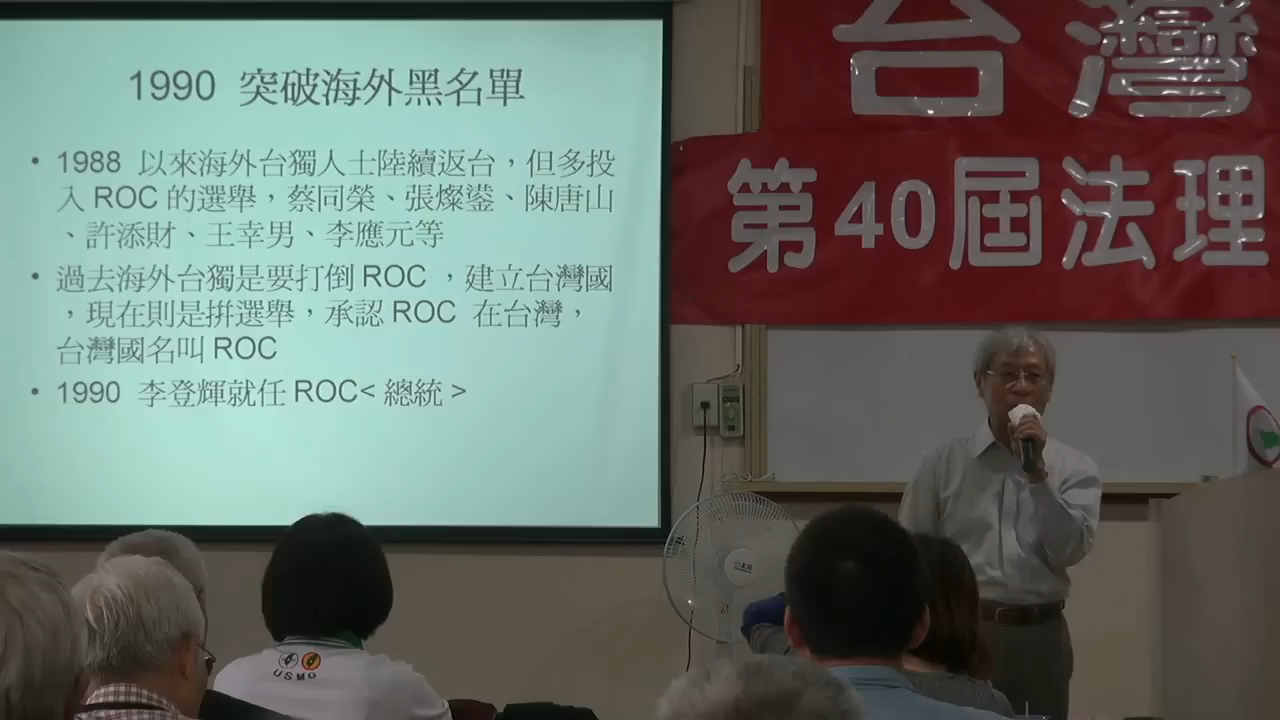 1990 突破海外黑名單
• 1988 以來海外台獨人士陸續返台，但多投
入 ROC 的選舉，蔡同榮、張燦鍙、陳唐山
、許添財、王幸男、李應元等
• 過去海外台獨是要打倒 ROC ，建立台灣國
，現在則是拚選舉，承認 ROC 在台灣，
台灣國名叫 ROC
• 1990 李登輝就任 ROC< 總統 >
台灣
第40屆法理
USMG